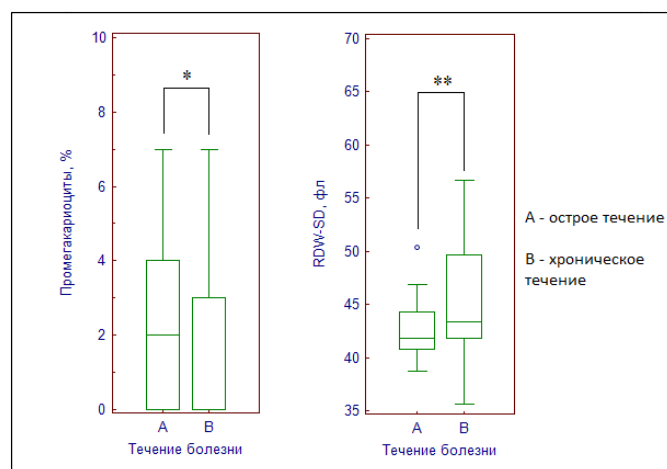 10
8
6
4
2
0
Промегакариоциты, %
*
A
B
Течение болезни
70
65
60
55
50
45
40
35
RDW-SD, фл
**
A
B
Течение болезни
А - острое течение
В - хроническое
течение